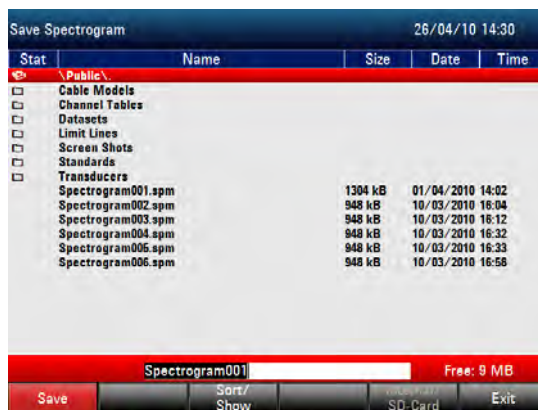 Save Spectrogram 26/04/10 14:30
Stat Name Size Date Time
\Public\.
Cable Models
Channel Tables
Datasets
Limit Lines
Screen Shots
Standards
Transducers
Spectrogram001.spm 1304 kB 01/04/2010 14:02
Spectrogram002.spm 948 kB 10/03/2010 16:04
Spectrogram003.spm 948 kB 10/03/2010 16:12
Spectrogram004.spm 948 kB 10/03/2010 16:32
Spectrogram005.spm 948 kB 10/03/2010 16:33
Spectrogram006.spm 948 kB 10/03/2010 16:56
Spectrogram001 Free: 9 MB
Save Sort/ Show SD-Card Exit